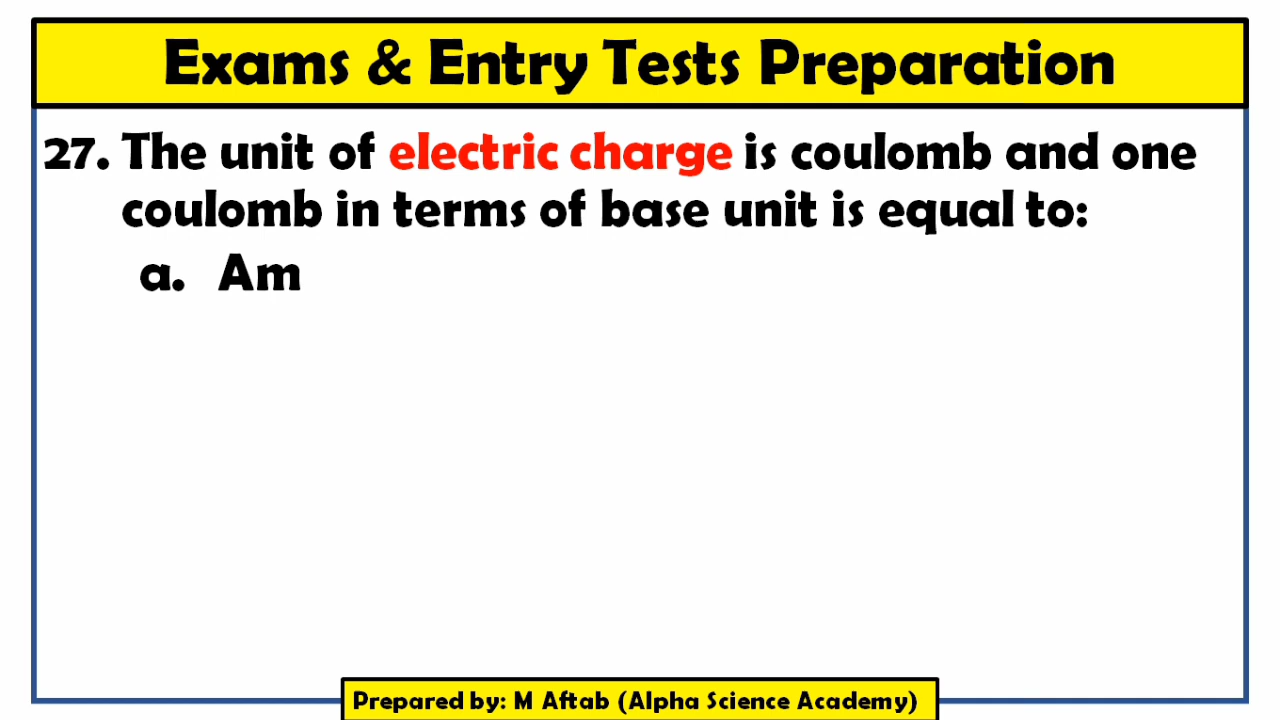 Exams & Entry Tests Preparation
27. The unit of electric charge is coulomb and one
coulomb in terms of base unit is equal to:
a. Am
Prepared by: M Aftab (Alpha Science Academy)